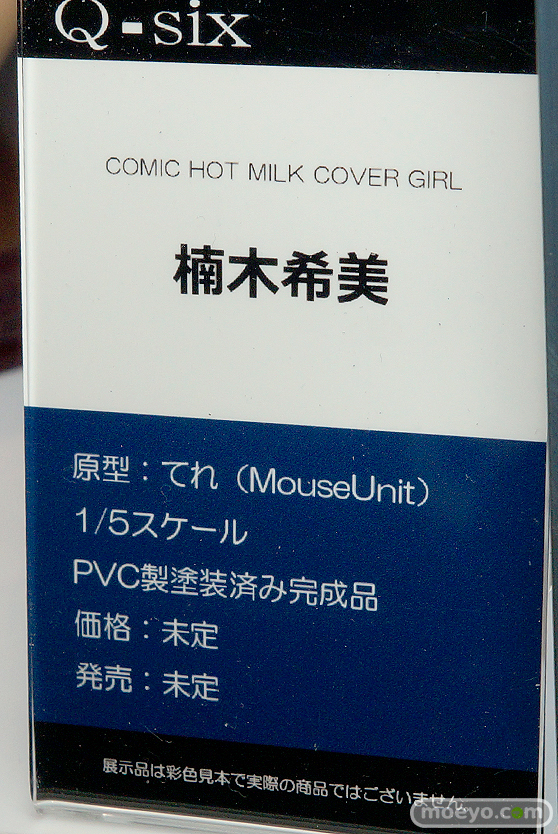 Q-six
COMIC HOT MILK COVER GIRL
楠木希美
原型：てれ（MouseUnit）
1/5スケール
PVC製塗装済み完成品
価格：未定
発売：未定
展示品は彩色見本で実際の商品ではございません。
moeyo.com